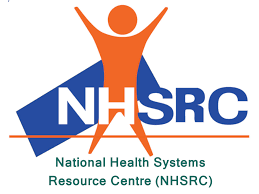 NHSRC
National Health Systems
Resource Centre (NHSRC)